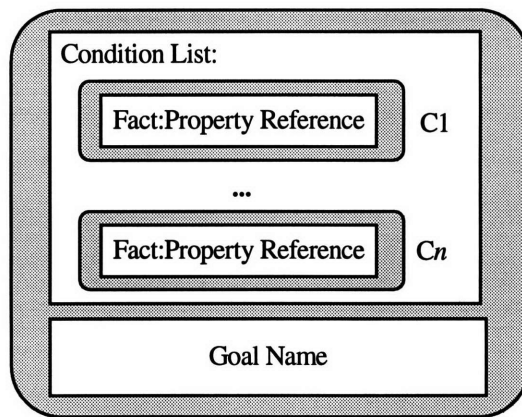 Condition List:
Fact:Property Reference C1
...
Fact:Property Reference Cn
Goal Name